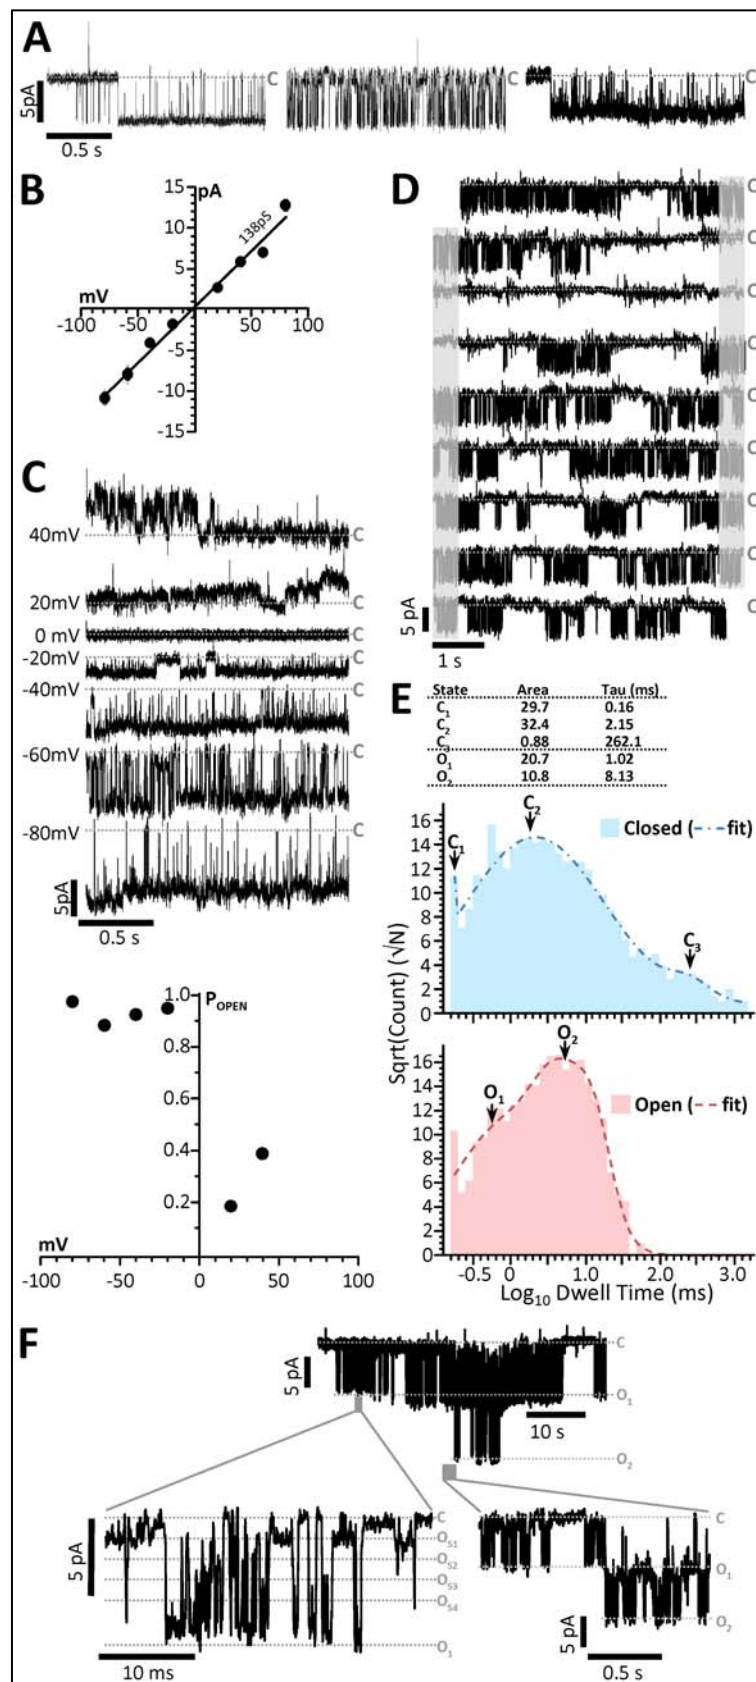 A
C
C
C
5pA
0.5 s
B
pA
15
10
5
138pS
mV
-100
-50
0
50
100
-5
-10
-15
C
40mV
C
20mV
C
0 mV
C
-20mV
C
-40mV
C
-60mV
C
-80mV
C
5pA
0.5 s
1.0
P_OPEN
0.8
0.6
0.4
0.2
mV
-100
-50
0
50
100
D
C
C
C
C
C
C
C
C
C
5 pA
1 s
E
State Area Tau (ms)
C1 29.7 0.16
C2 32.4 2.15
C3 0.88 262.1
O1 20.7 1.02
O2 10.8 8.13
Sqrt(Count) (√N)
16
14
12
10
8
6
4
2
0
C1
C2
C3
Closed (-·-fit)
16
14
12
10
8
6
4
2
0
O1
O2
Open (--fit)
-0.5 0 1.0 2.0 3.0
Log10 Dwell Time (ms)
F
5 pA
C
O1
10 s
O2
5 pA
C
OS1
OS2
OS3
OS4
O1
10 ms
C
O1
O2
5 pA
0.5 s